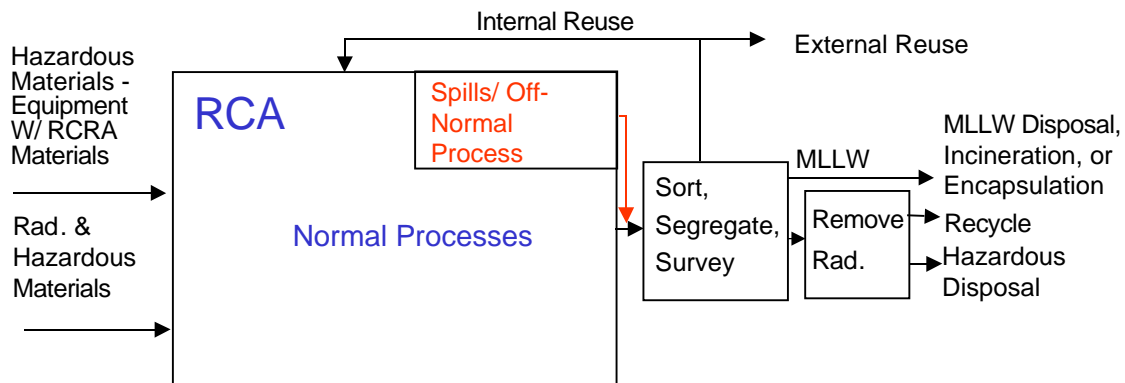 Internal Reuse
External Reuse
Hazardous
Materials -
Equipment
W/ RCRA
Materials
RCA
Spills/ Off-
Normal
Process
Rad. &
Hazardous
Materials
Normal Processes
Sort,
Segregate,
Survey
MLLW
Remove
Rad.
MLLW Disposal,
Incineration, or
Encapsulation
Recycle
Hazardous
Disposal